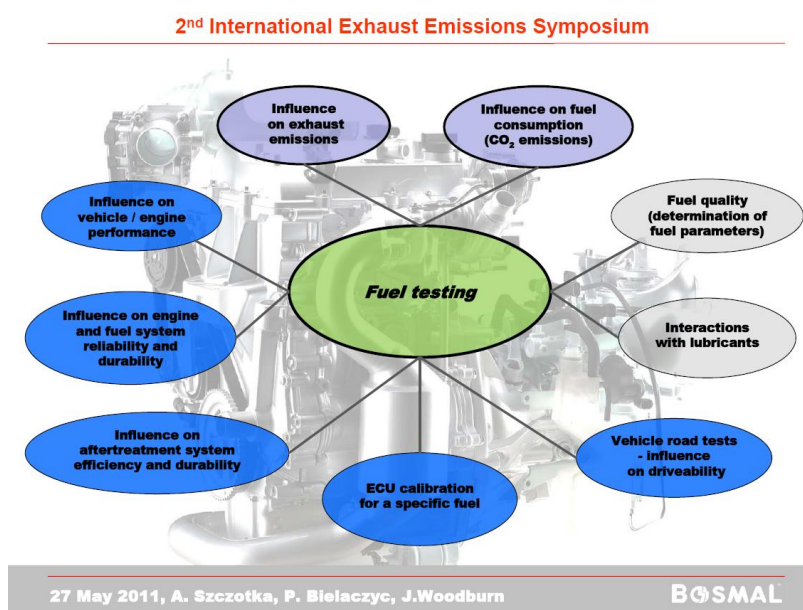 2nd International Exhaust Emissions Symposium
Influence
on exhaust
emissions
Influence on fuel
consumption
(CO2 emissions)
Influence on
vehicle / engine
performance
Fuel quality
(determination of
fuel parameters)
Fuel testing
Influence on engine
and fuel system
reliability and
durability
Interactions
with lubricants
Influence on
aftertreatment system
efficiency and durability
ECU calibration
for a specific fuel
Vehicle road tests
- influence
on driveability
27 May 2011, A. Szczotka, P. Bielaczyc, J.Woodburn
BOSMAL